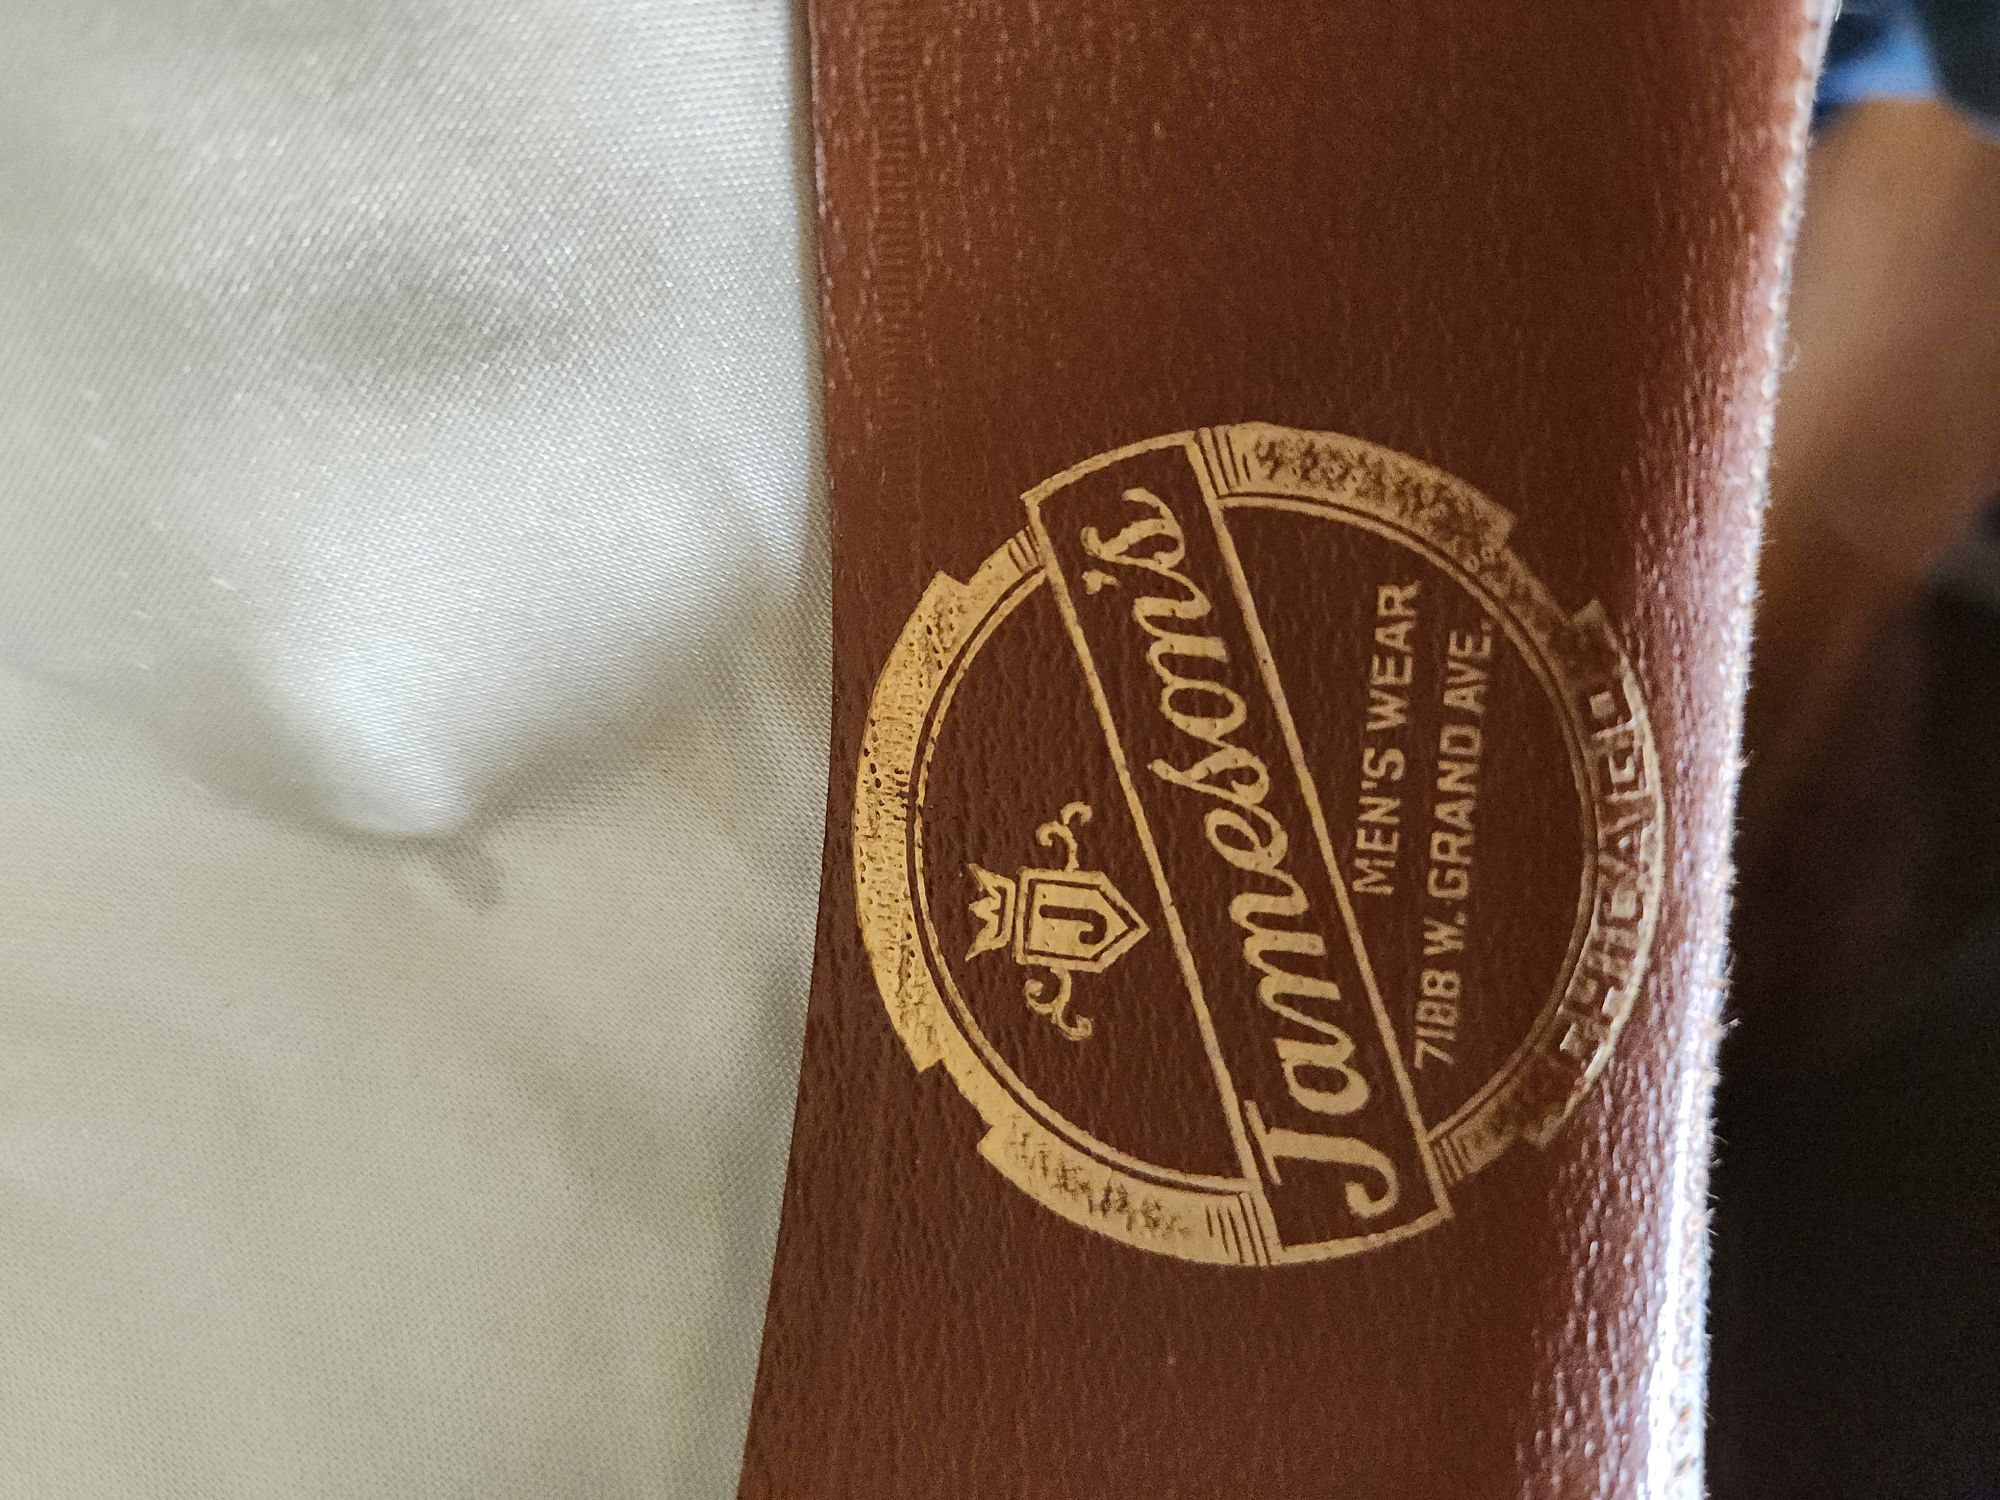 J
Jameson's
MEN'S WEAR
7188 W. GRAND AVE.